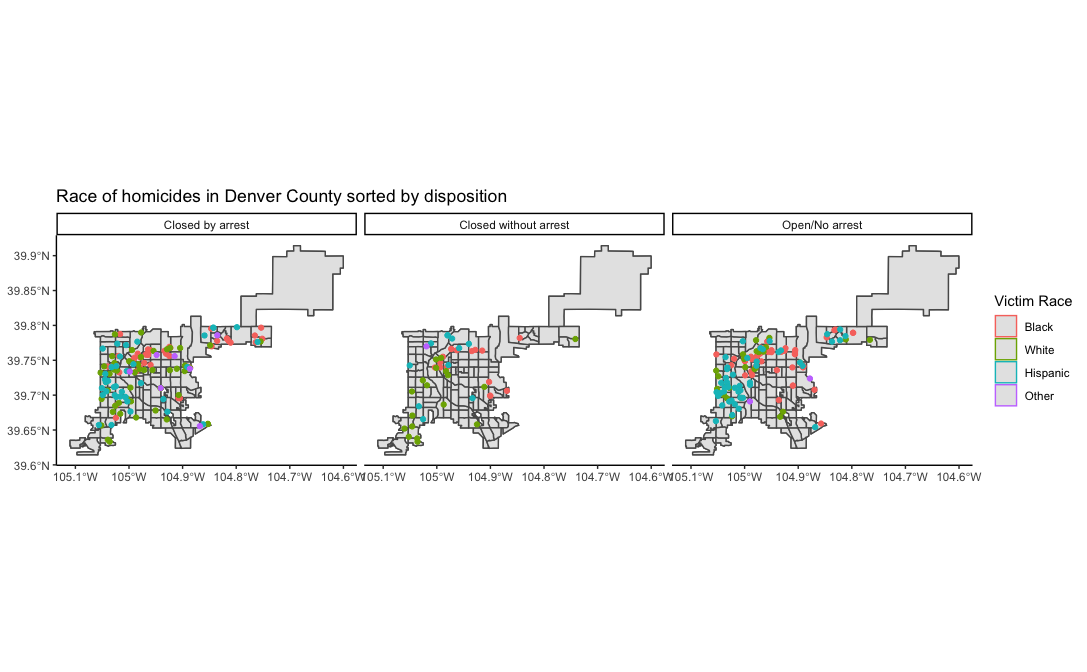 Race of homicides in Denver County sorted by disposition
Closed by arrest
Closed without arrest
Open/No arrest
39.9°N
39.85°N
39.8°N
39.75°N
39.7°N
39.65°N
39.6°N
105.1°W 105°W 104.9°W 104.8°W 104.7°W 104.6°W
105.1°W 105°W 104.9°W 104.8°W 104.7°W 104.6°W
105.1°W 105°W 104.9°W 104.8°W 104.7°W 104.6°W
Victim Race
Black
White
Hispanic
Other